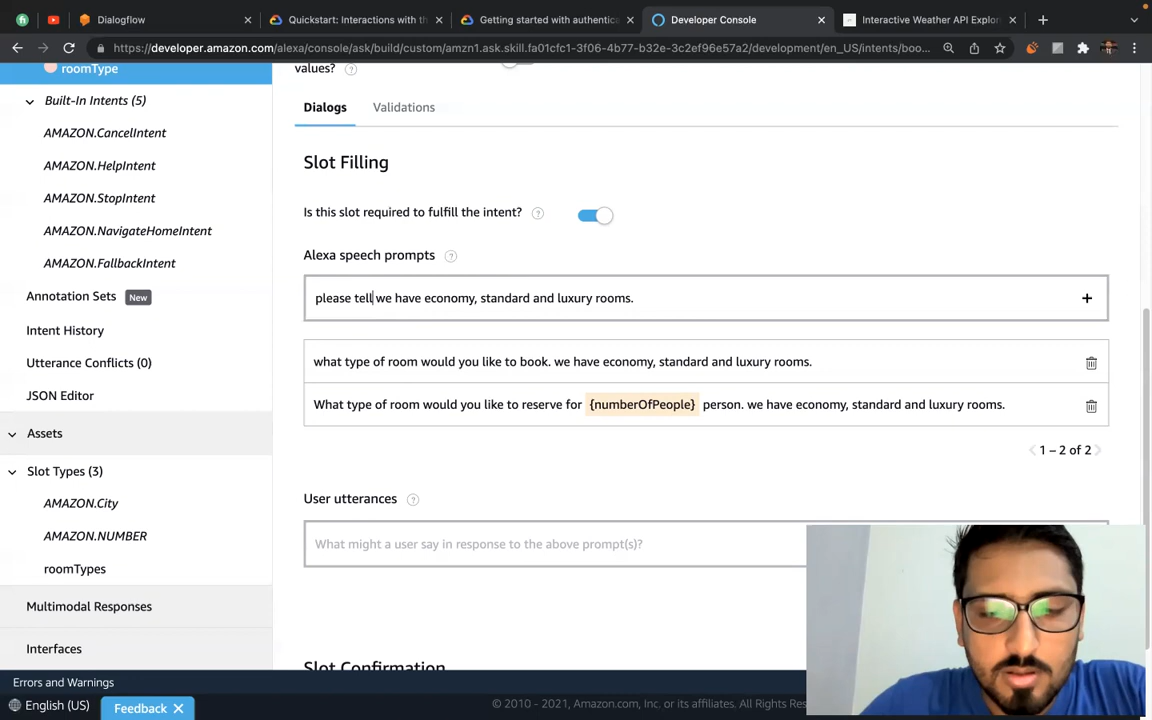 Dialogflow
Quickstart: Interactions with th
Getting started with authentica
Developer Console
Interactive Weather API Explor
https://developer.amazon.com/alexa/console/ask/build/custom/amzn1.ask.skill.fa01cfc1-3f06-4b77-b32e-3c2ef96e57a2/development/en_US/intents/boo...
roomType
Built-In Intents (5)
AMAZON.CancelIntent
AMAZON.HelpIntent
AMAZON.StopIntent
AMAZON.NavigateHomeIntent
AMAZON.FallbackIntent
Annotation Sets New
Intent History
Utterance Conflicts (0)
JSON Editor
Assets
Slot Types (3)
AMAZON.City
AMAZON.NUMBER
roomTypes
Multimodal Responses
Interfaces
values?
Dialogs Validations
Slot Filling
Is this slot required to fulfill the intent?
Alexa speech prompts
please tell we have economy, standard and luxury rooms.
what type of room would you like to book. we have economy, standard and luxury rooms.
What type of room would you like to reserve for {numberOfPeople} person. we have economy, standard and luxury rooms.
1 – 2 of 2
User utterances
What might a user say in response to the above prompt(s)?
Slot Confirmation
Errors and Warnings
English (US)
Feedback
© 2010 - 2021, Amazon.com, Inc. or its affiliates. All Rights Res